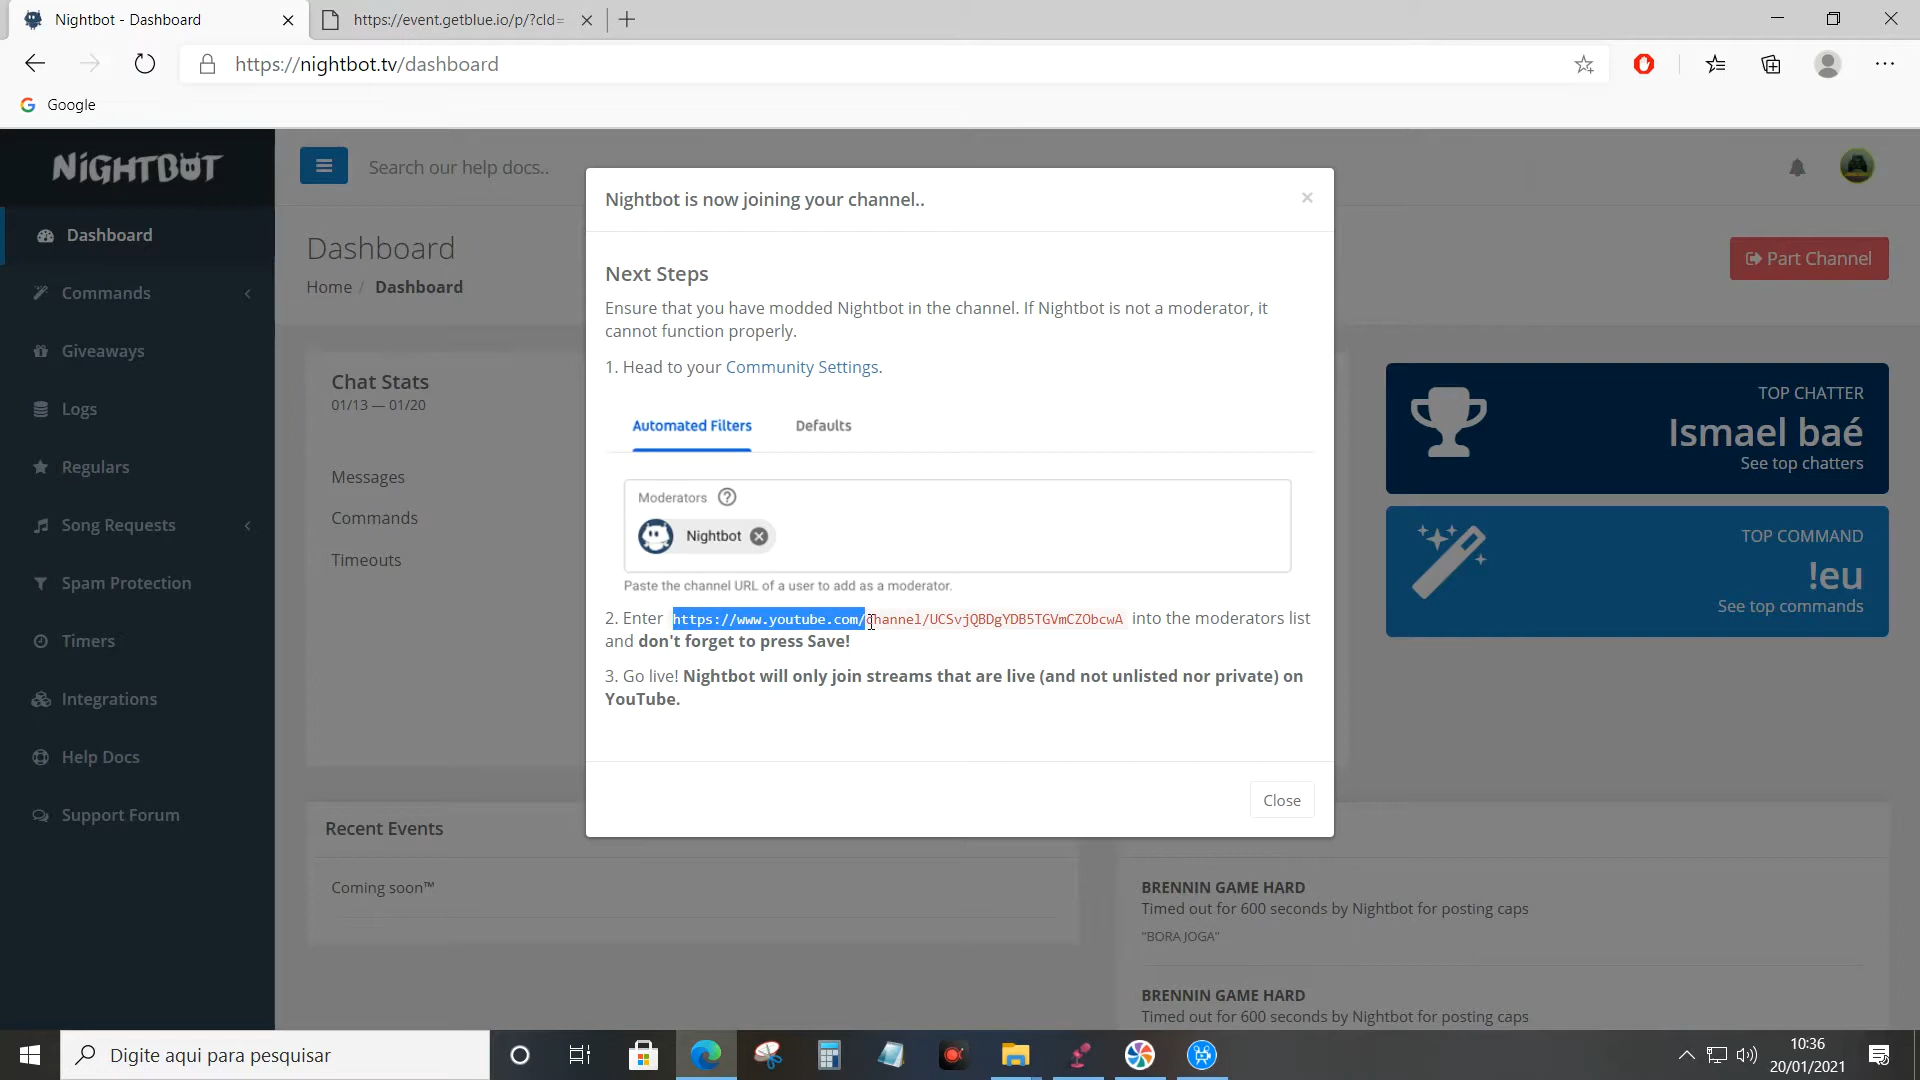 Nightbot - Dashboard
https://event.getblue.io/p/?cId=
https://nightbot.tv/dashboard
Google
NIGHTBOT
Search our help docs..
Dashboard
Commands
Giveaways
Logs
Regulars
Song Requests
Spam Protection
Timers
Integrations
Help Docs
Support Forum
Dashboard
Home / Dashboard
Part Channel
Chat Stats
01/13 — 01/20
Messages
Commands
Timeouts
Nightbot is now joining your channel..
Next Steps
Ensure that you have modded Nightbot in the channel. If Nightbot is not a moderator, it
cannot function properly.
1. Head to your Community Settings.
Automated Filters Defaults
Moderators ?
Nightbot
Paste the channel URL of a user to add as a moderator.
2. Enter https://www.youtube.com/channel/UCSvjQBDgYDB5TGVmCZObcwA into the moderators list
and don't forget to press Save!
3. Go live! Nightbot will only join streams that are live (and not unlisted nor private) on
YouTube.
Close
TOP CHATTER
Ismael baé
See top chatters
TOP COMMAND
!eu
See top commands
Recent Events
Coming soon™
BRENNIN GAME HARD
Timed out for 600 seconds by Nightbot for posting caps
"BORA JOGA"
BRENNIN GAME HARD
Timed out for 600 seconds by Nightbot for posting caps
Digite aqui para pesquisar
10:36
20/01/2021